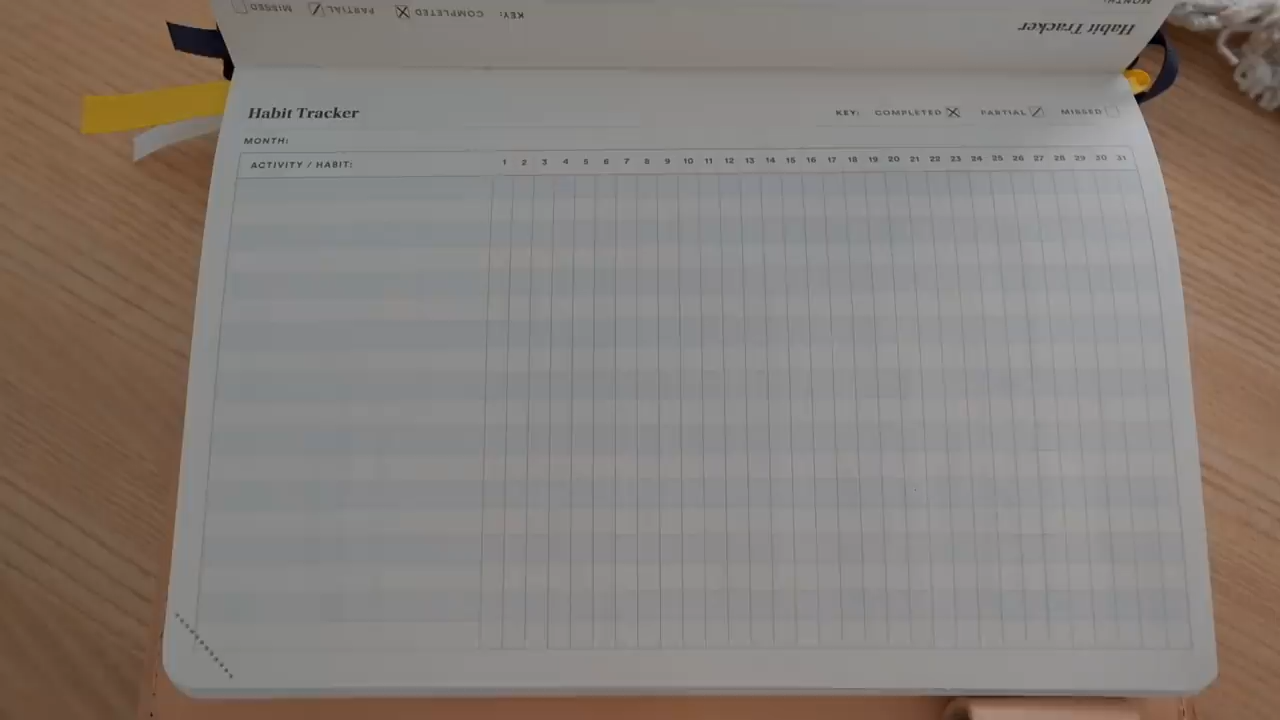 KEY: COMPLETED PARTIAL MISSED
MONTH:
Habit Tracker
Habit Tracker
KEY: COMPLETED PARTIAL MISSED
MONTH:
ACTIVITY / HABIT: 1 2 3 4 5 6 7 8 9 10 11 12 13 14 15 16 17 18 19 20 21 22 23 24 25 26 27 28 29 30 31